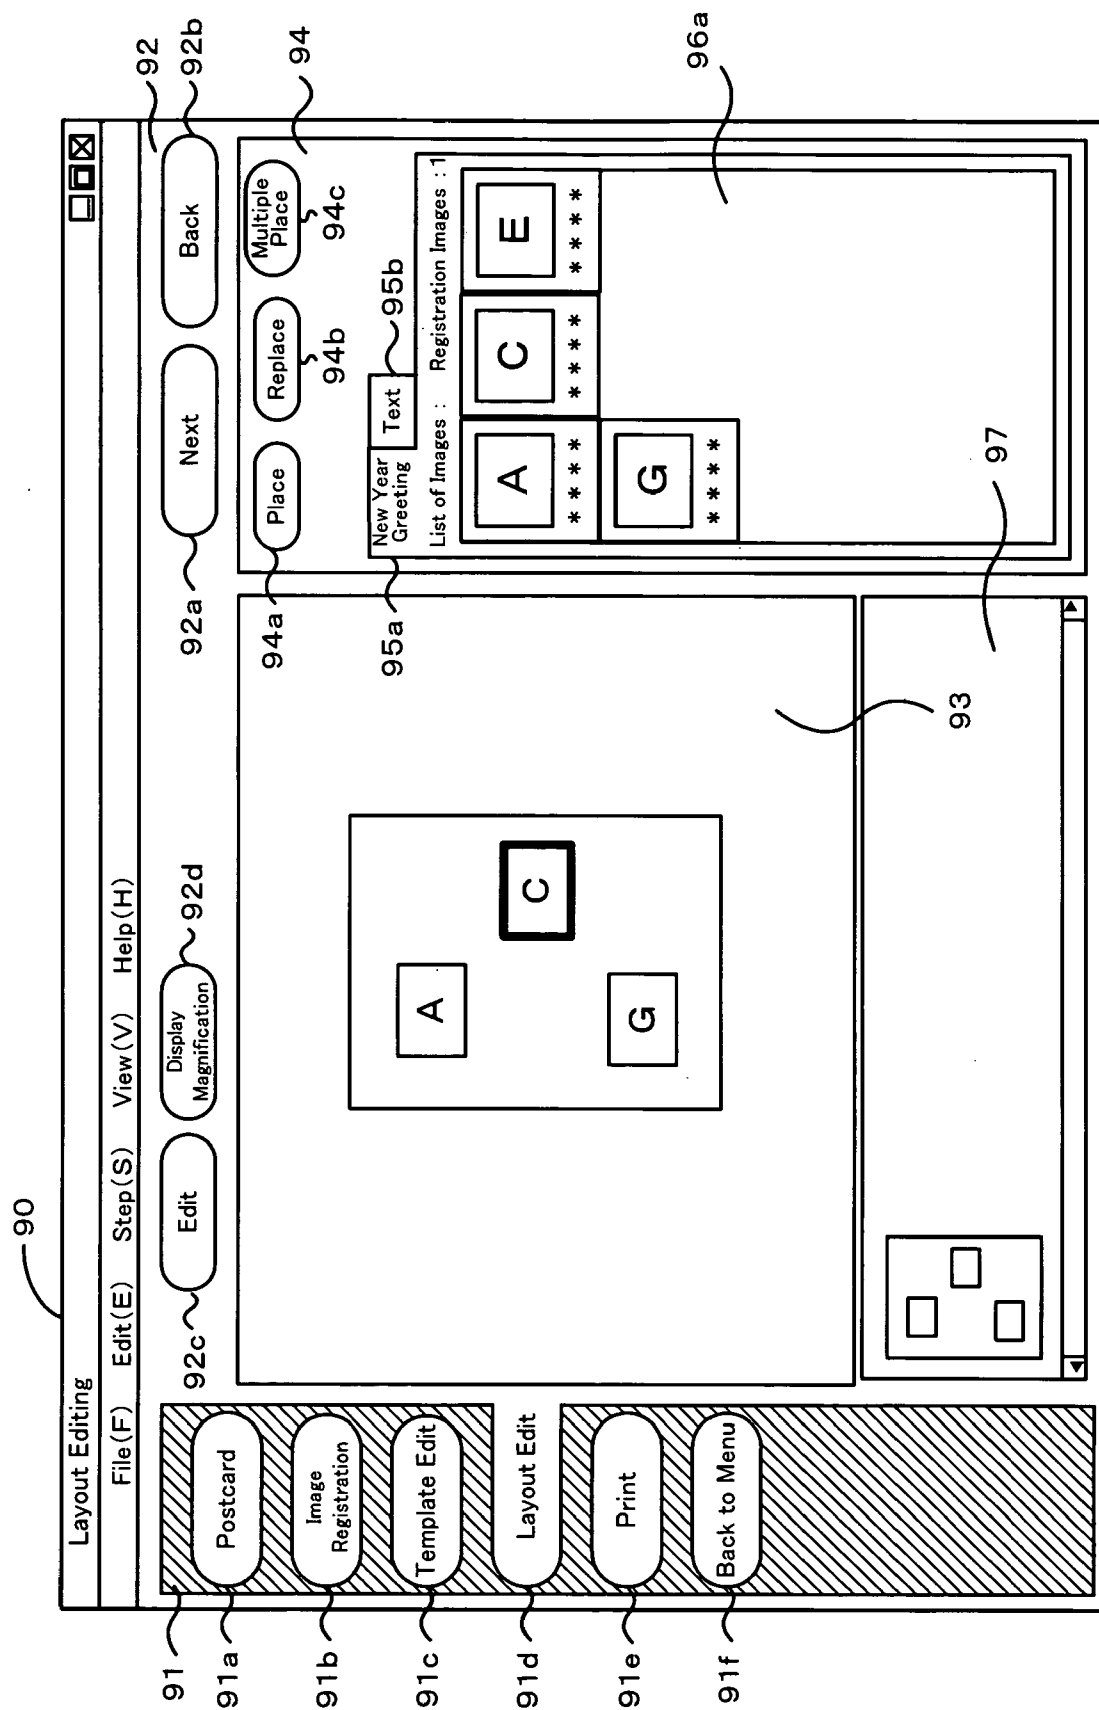 90
Layout Editing
File(F) Edit(E) Step(S) View(V) Help(H)
92
92b
91
91a
91b
91c
91d
91e
91f
Postcard
Image
Registration
Template Edit
Layout Edit
Print
Back to Menu
Edit
92c
Display
Magnification
92d
Next
92a
Back
94
Place
94a
Replace
94b
Multiple
Place
94c
New Year
Greeting
95a
Text
95b
List of Images : Registration Images : 1
A
****
C
****
E
****
G
****
96a
A
C
G
93
97